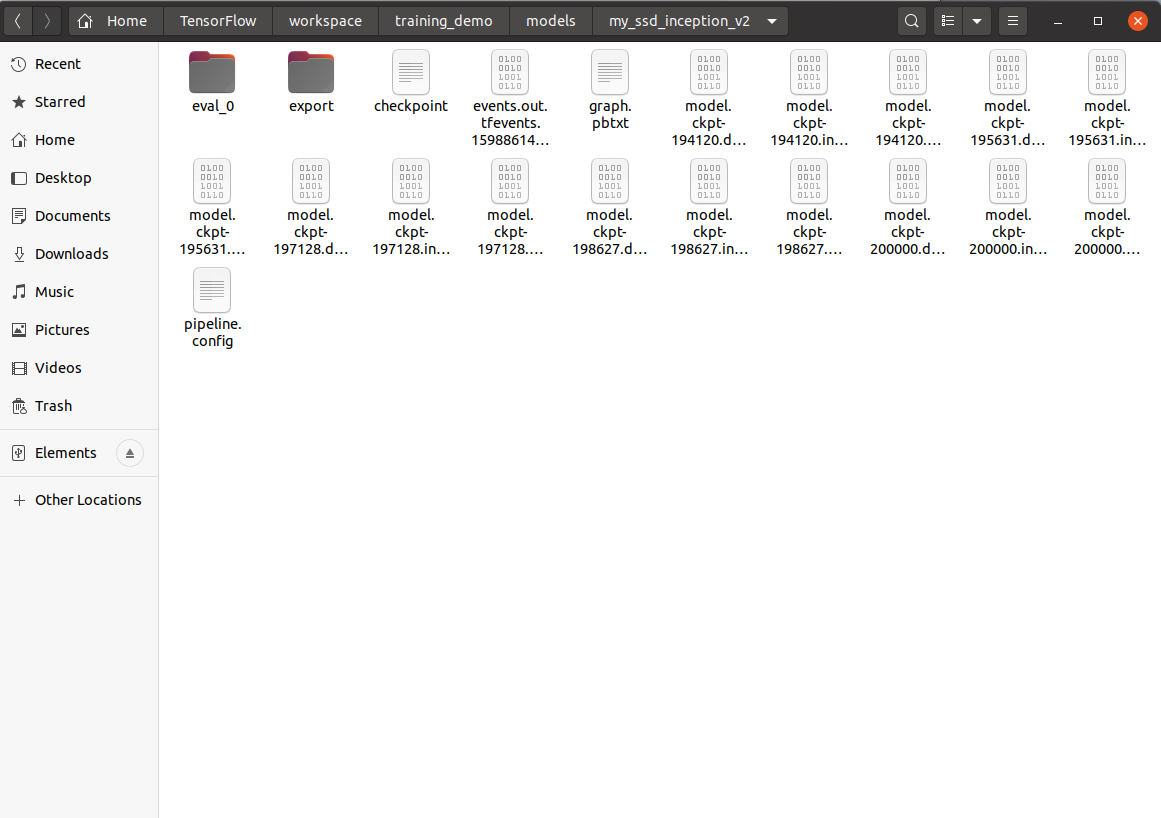 Home TensorFlow workspace training_demo models my_ssd_inception_v2
Recent
Starred
Home
Desktop
Documents
Downloads
Music
Pictures
Videos
Trash
Elements
Other Locations
eval_0
export
checkpoint
events.out.
tfevents.
15988614...
graph.
pbtxt
model.
ckpt-
194120.d...
model.
ckpt-
194120.in...
model.
ckpt-
194120....
model.
ckpt-
195631.d...
model.
ckpt-
195631.in...
model.
ckpt-
195631....
model.
ckpt-
197128.d...
model.
ckpt-
197128.in...
model.
ckpt-
197128....
model.
ckpt-
198627.d...
model.
ckpt-
198627.in...
model.
ckpt-
198627....
model.
ckpt-
200000.d...
model.
ckpt-
200000.in...
model.
ckpt-
200000....
pipeline.
config